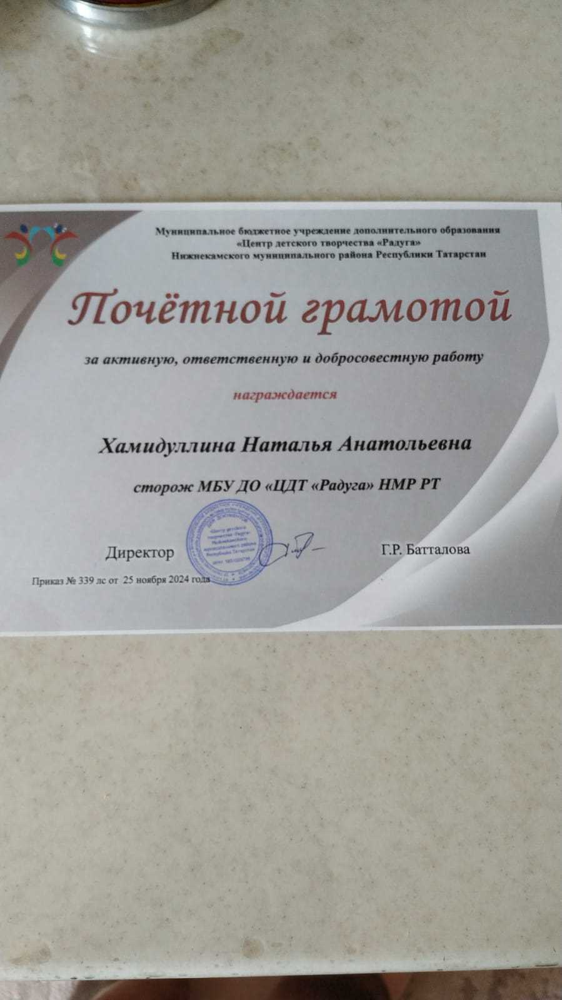 Муниципальное бюджетное учреждение дополнительного образования
«Центр детского творчества «Радуга»
Нижнекамского муниципального района Республики Татарстан
Почётной грамотой
за активную, ответственную и добросовестную работу
награждается
Хамидуллина Наталья Анатольевна
сторож МБУ ДО «ЦДТ «Радуга» НМР РТ
Директор
Г.Р. Батталова
Приказ № 339 лс от 25 ноября 2024 года